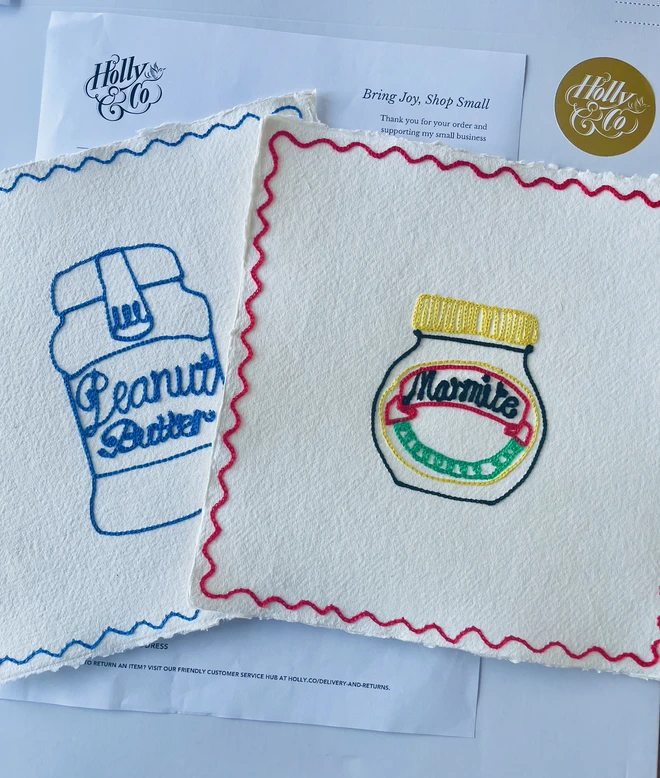 Holly
& Co
Bring Joy, Shop Small
Thank you for your order and
supporting my small business
Holly
& Co
Peanut
Butter
Marmite
DRESS
TO RETURN AN ITEM? VISIT OUR FRIENDLY CUSTOMER SERVICE HUB AT HOLLY.CO/DELIVERY-AND-RETURNS.